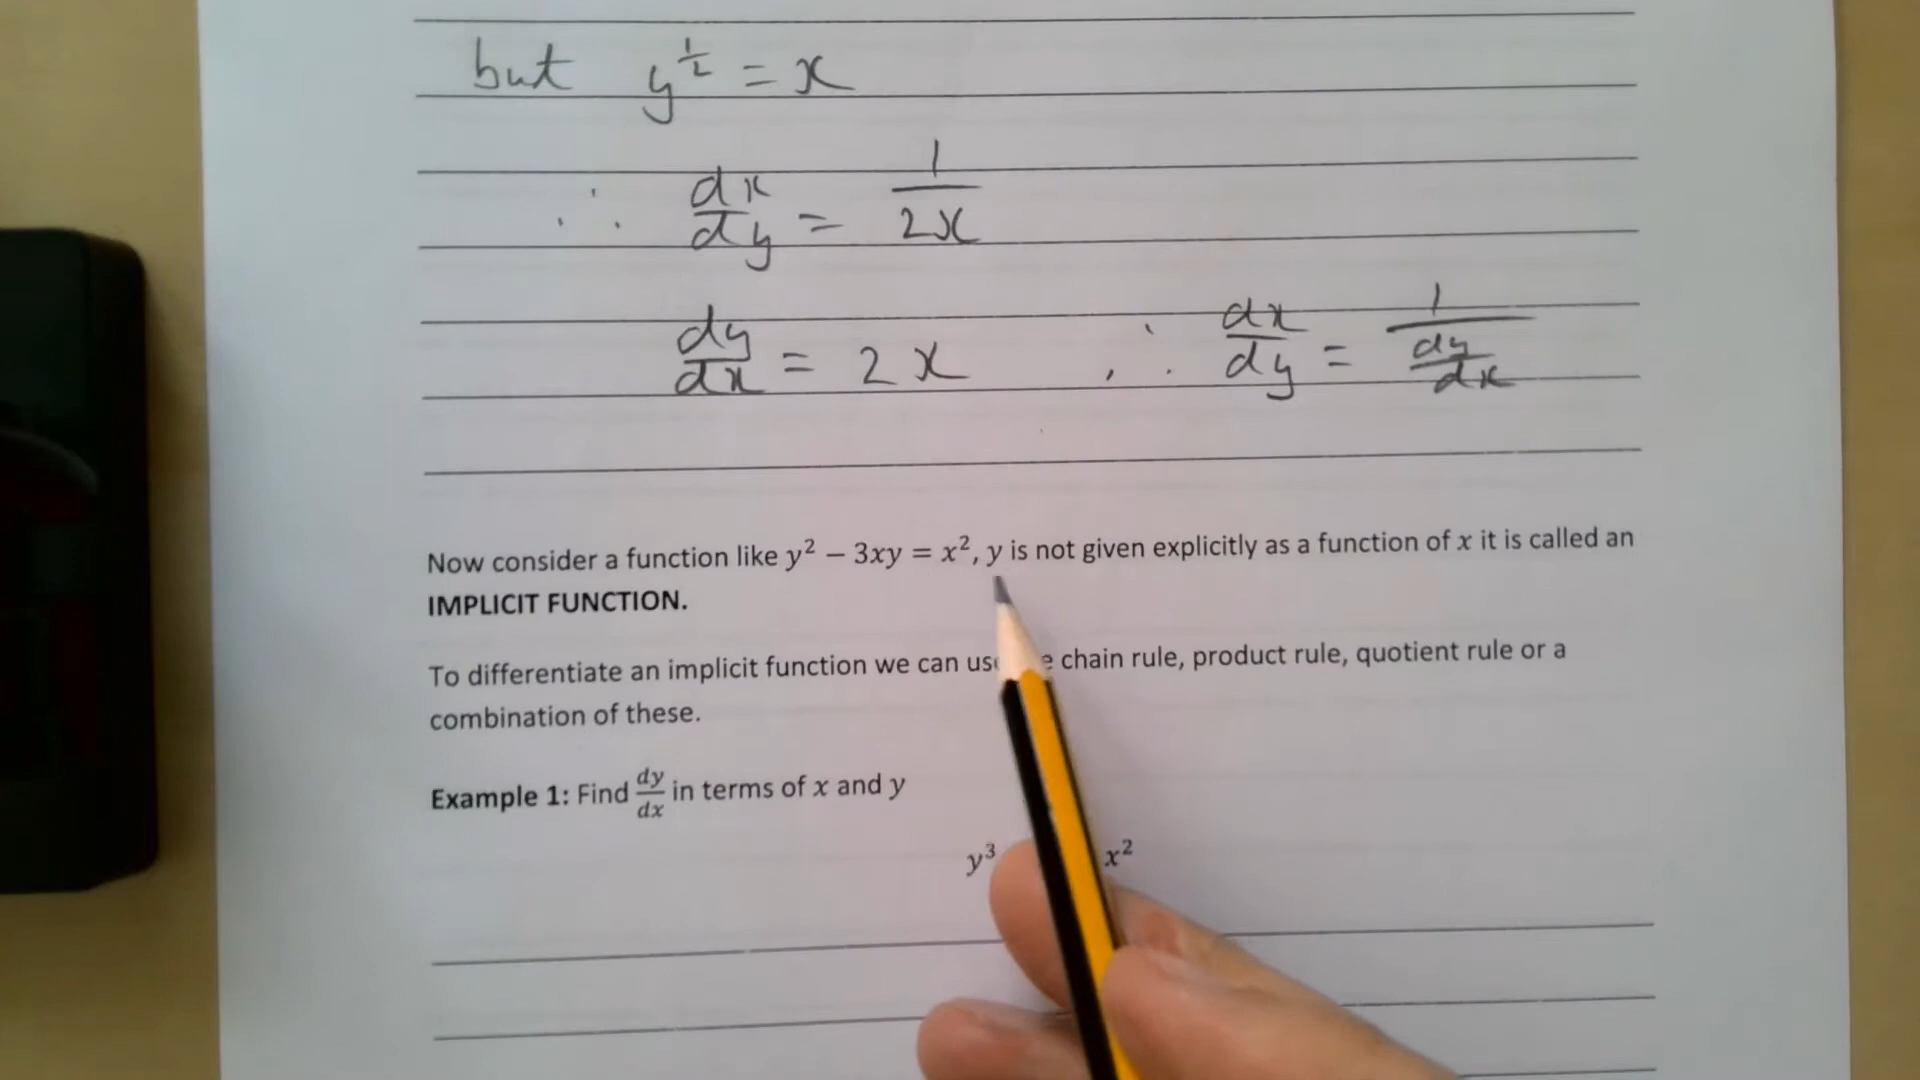 but y^½ = x
∴ dx/dy = 1/2x
dy/dx = 2x ∴ dx/dy = 1/(dy/dx)
Now consider a function like y² − 3xy = x², y is not given explicitly as a function of x it is called an
IMPLICIT FUNCTION.
To differentiate an implicit function we can chain rule, product rule, quotient rule or a
combination of these.
Example 1: Find dy/dx in terms of x and y
y³ x²